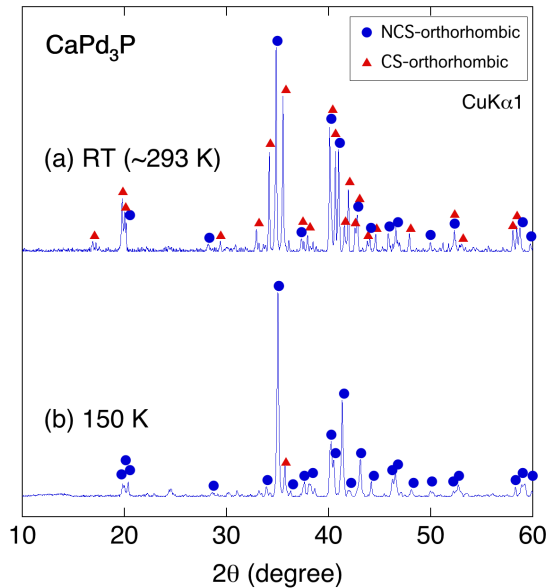 CaPd₃P
NCS-orthorhombic
CS-orthorhombic
CuKα1
(a) RT (~293 K)
(b) 150 K
10 20 30 40 50 60
2θ (degree)